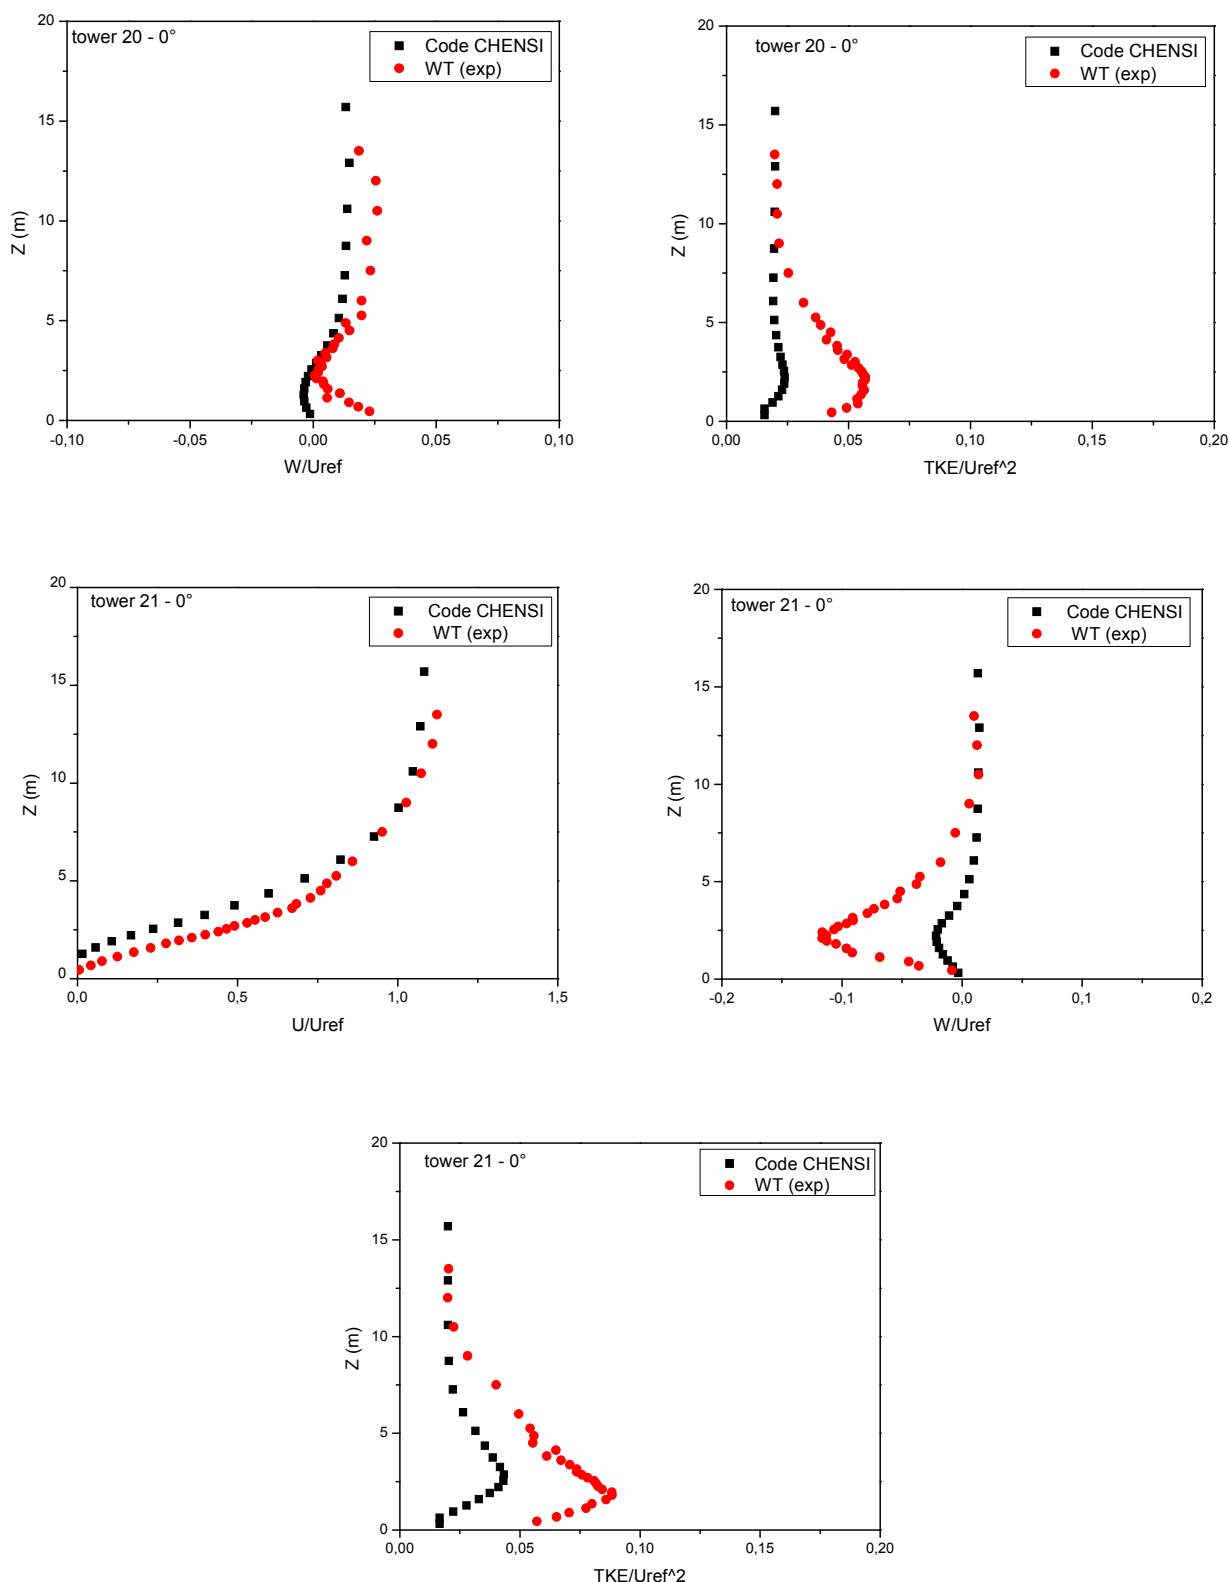 tower 20 - 0°
Code CHENSI
WT (exp)
20
15
10
5
0
Z (m)
-0,10
-0,05
0,00
0,05
0,10
W/Uref
tower 20 - 0°
Code CHENSI
WT (exp)
20
15
10
5
0
Z (m)
0,00
0,05
0,10
0,15
0,20
TKE/Uref^2
tower 21 - 0°
Code CHENSI
WT (exp)
20
15
10
5
0
Z (m)
0,0
0,5
1,0
1,5
U/Uref
tower 21 - 0°
Code CHENSI
WT (exp)
20
15
10
5
0
Z (m)
-0,2
-0,1
0,0
0,1
0,2
W/Uref
tower 21 - 0°
Code CHENSI
WT (exp)
20
15
10
5
0
Z (m)
0,00
0,05
0,10
0,15
0,20
TKE/Uref^2